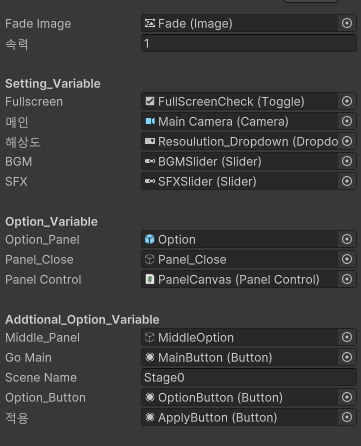 Fade Image Fade (Image)
속력 1
Setting_Variable
Fullscreen FullScreenCheck (Toggle)
메인 Main Camera (Camera)
해상도 Resoulution_Dropdown (Dropdo
BGM BGMSlider (Slider)
SFX SFXSlider (Slider)
Option_Variable
Option_Panel Option
Panel_Close Panel_Close
Panel Control PanelCanvas (Panel Control)
Addtional_Option_Variable
Middle_Panel MiddleOption
Go Main MainButton (Button)
Scene Name Stage0
Option_Button OptionButton (Button)
적용 ApplyButton (Button)